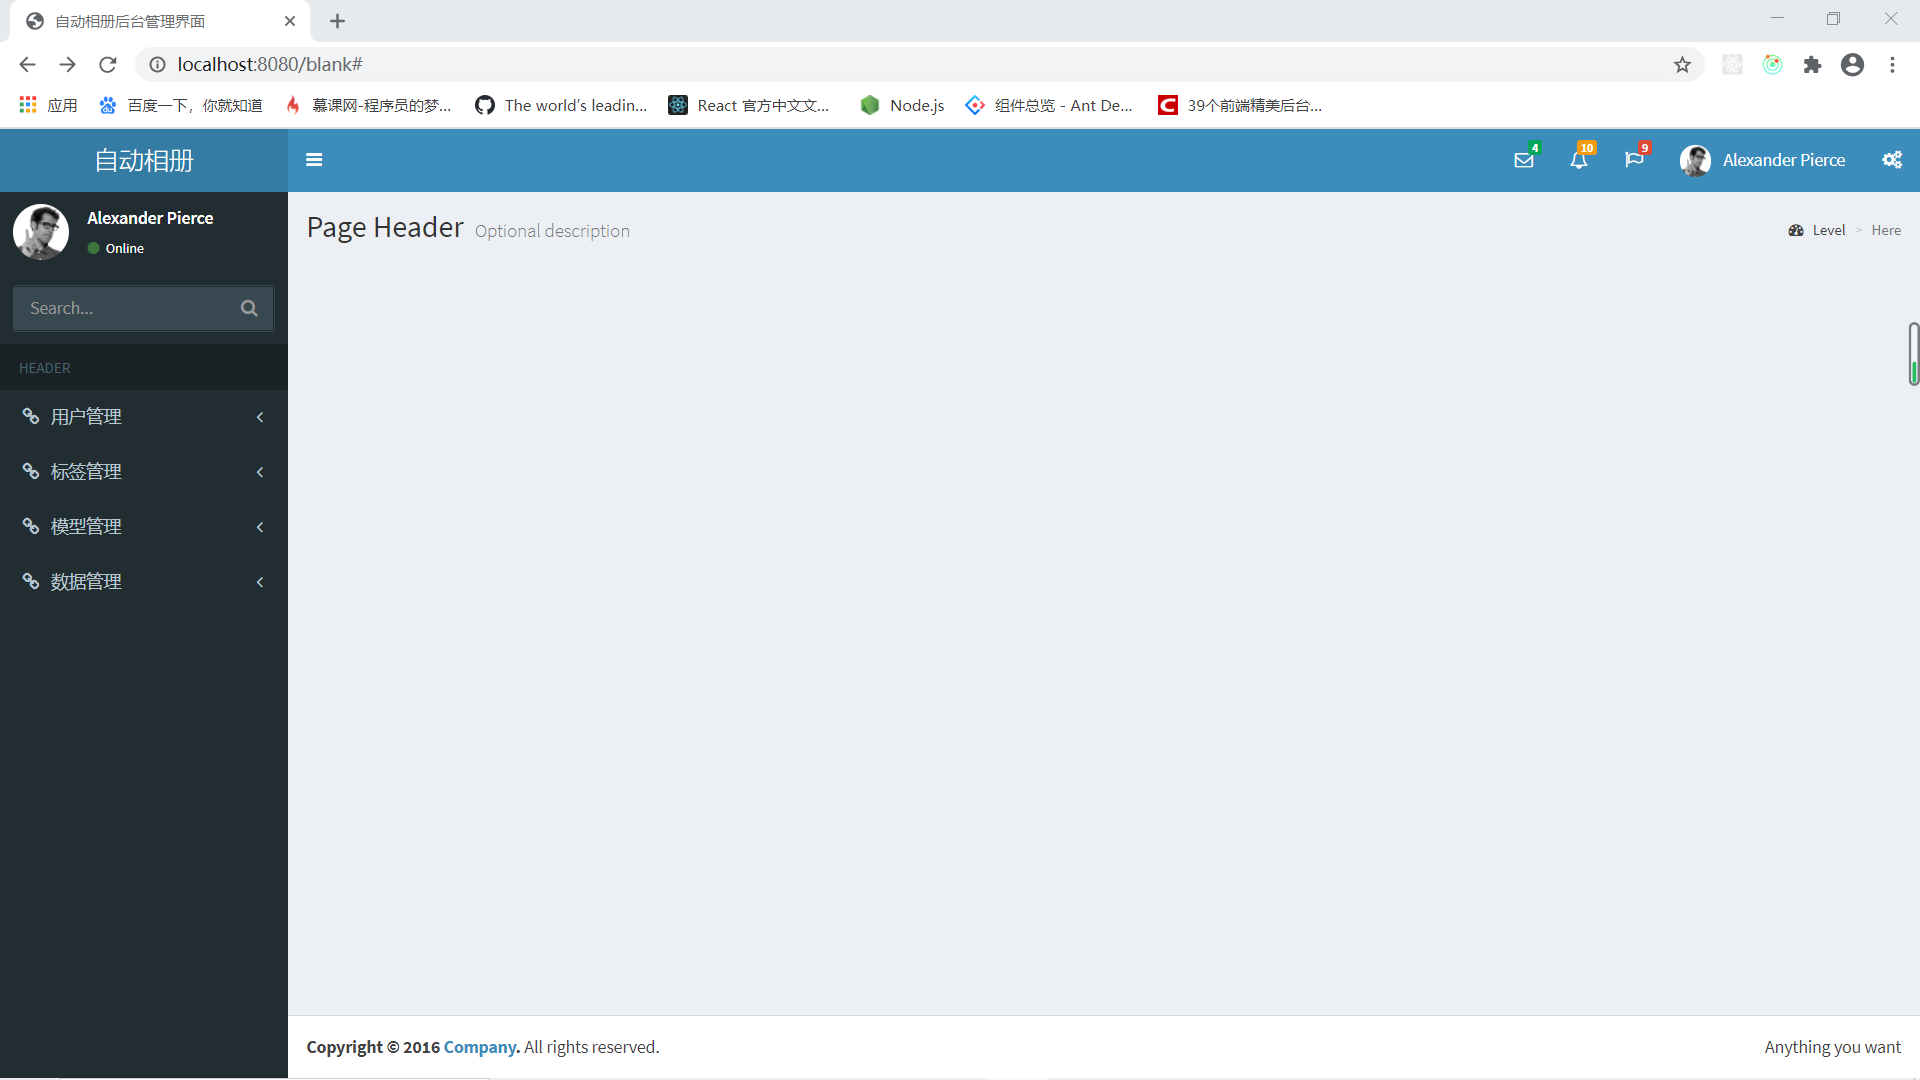 自动相册后台管理界面
localhost:8080/blank#
应用 百度一下，你就知道 慕课网-程序员的梦... The world's leadin... React 官方中文文... Node.js 组件总览 - Ant De... 39个前端精美后台...
自动相册 4 10 9 Alexander Pierce
Alexander Pierce
Online
Search...
HEADER
用户管理
标签管理
模型管理
数据管理
Page Header Optional description
Level > Here
Copyright © 2016 Company. All rights reserved.
Anything you want